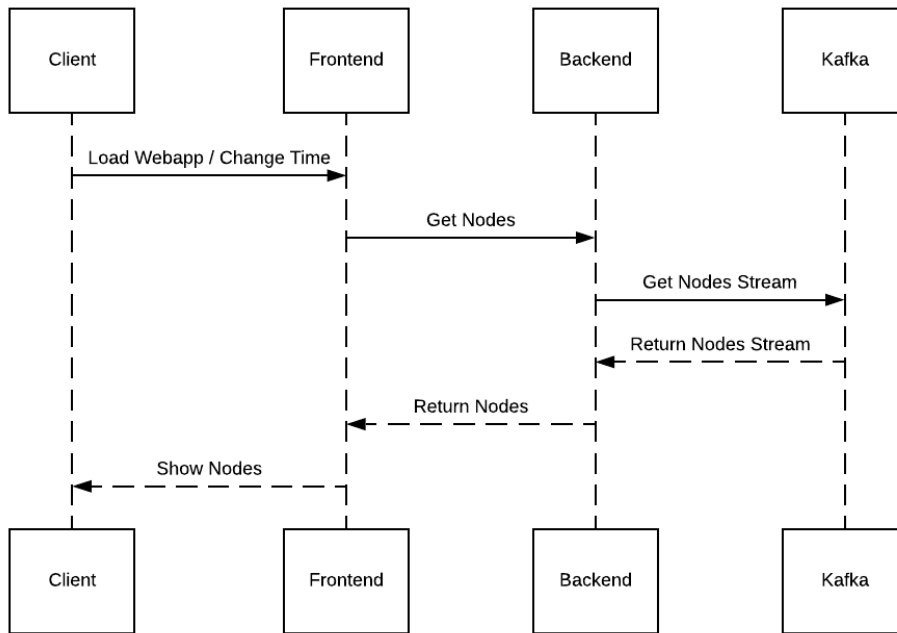 Client
Frontend
Backend
Kafka
Load Webapp / Change Time
Get Nodes
Get Nodes Stream
Return Nodes Stream
Return Nodes
Show Nodes
Client
Frontend
Backend
Kafka